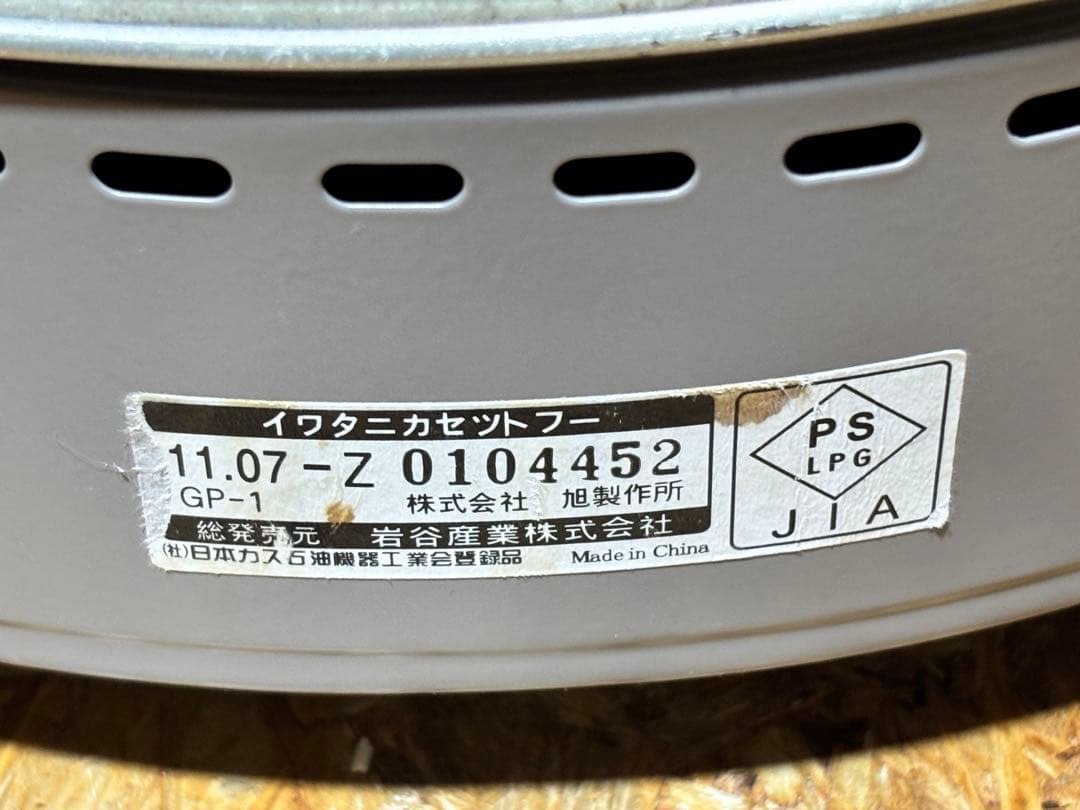 イワタニカセットフー
11.07-Z 0104452
GP-1 株式会社 旭製作所
総発売元 岩谷産業株式会社
(社)日本ガス石油機器工業会登録品 Made in China
PS
LPG
JIA